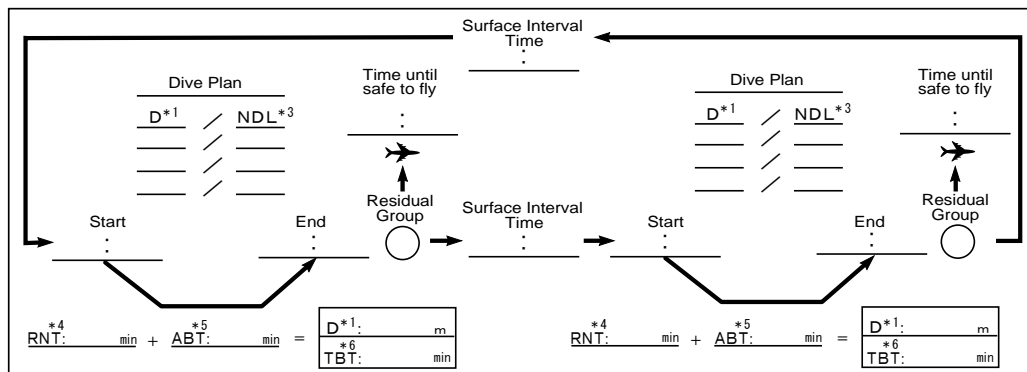 Surface Interval
Time
:
Dive Plan
D*1 / NDL*3
/
/
/
Time until
safe to fly
:
Dive Plan
D*1 / NDL*3
/
/
/
Time until
safe to fly
:
Start
:
End
:
Residual
Group
Surface Interval
Time
:
Start
:
End
:
Residual
Group
RNT:*4 min + ABT:*5 min =
D*1: m
TBT:*6 min
RNT:*4 min + ABT:*5 min =
D*1: m
TBT:*6 min